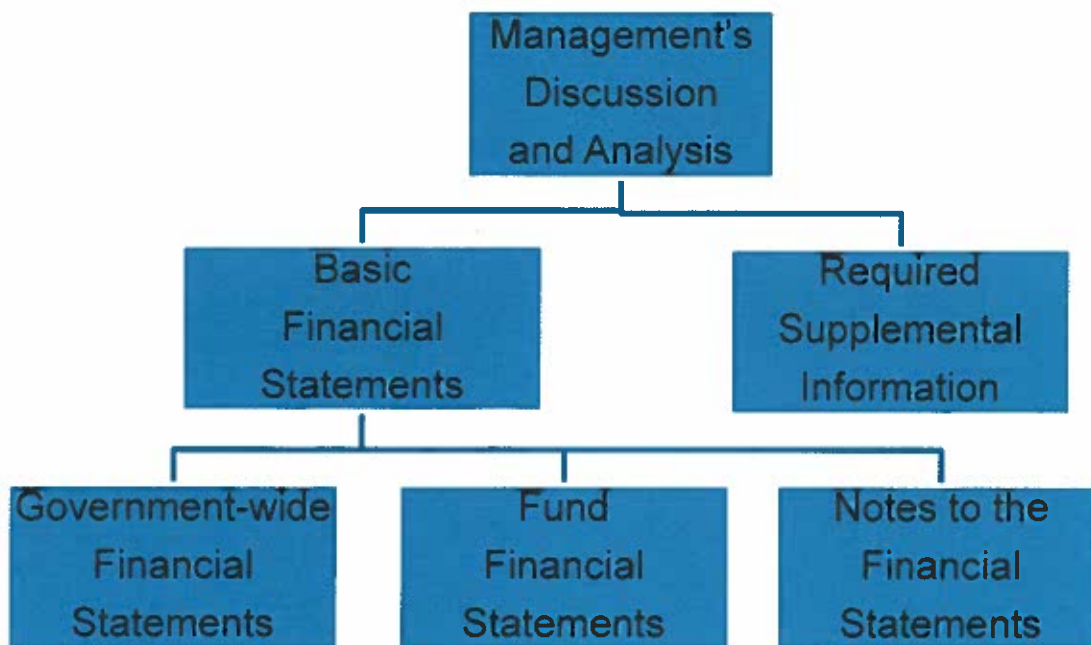 Management's
Discussion
and Analysis
Basic
Financial
Statements
Required
Supplemental
Information
Government-wide
Financial
Statements
Fund
Financial
Statements
Notes to the
Financial
Statements